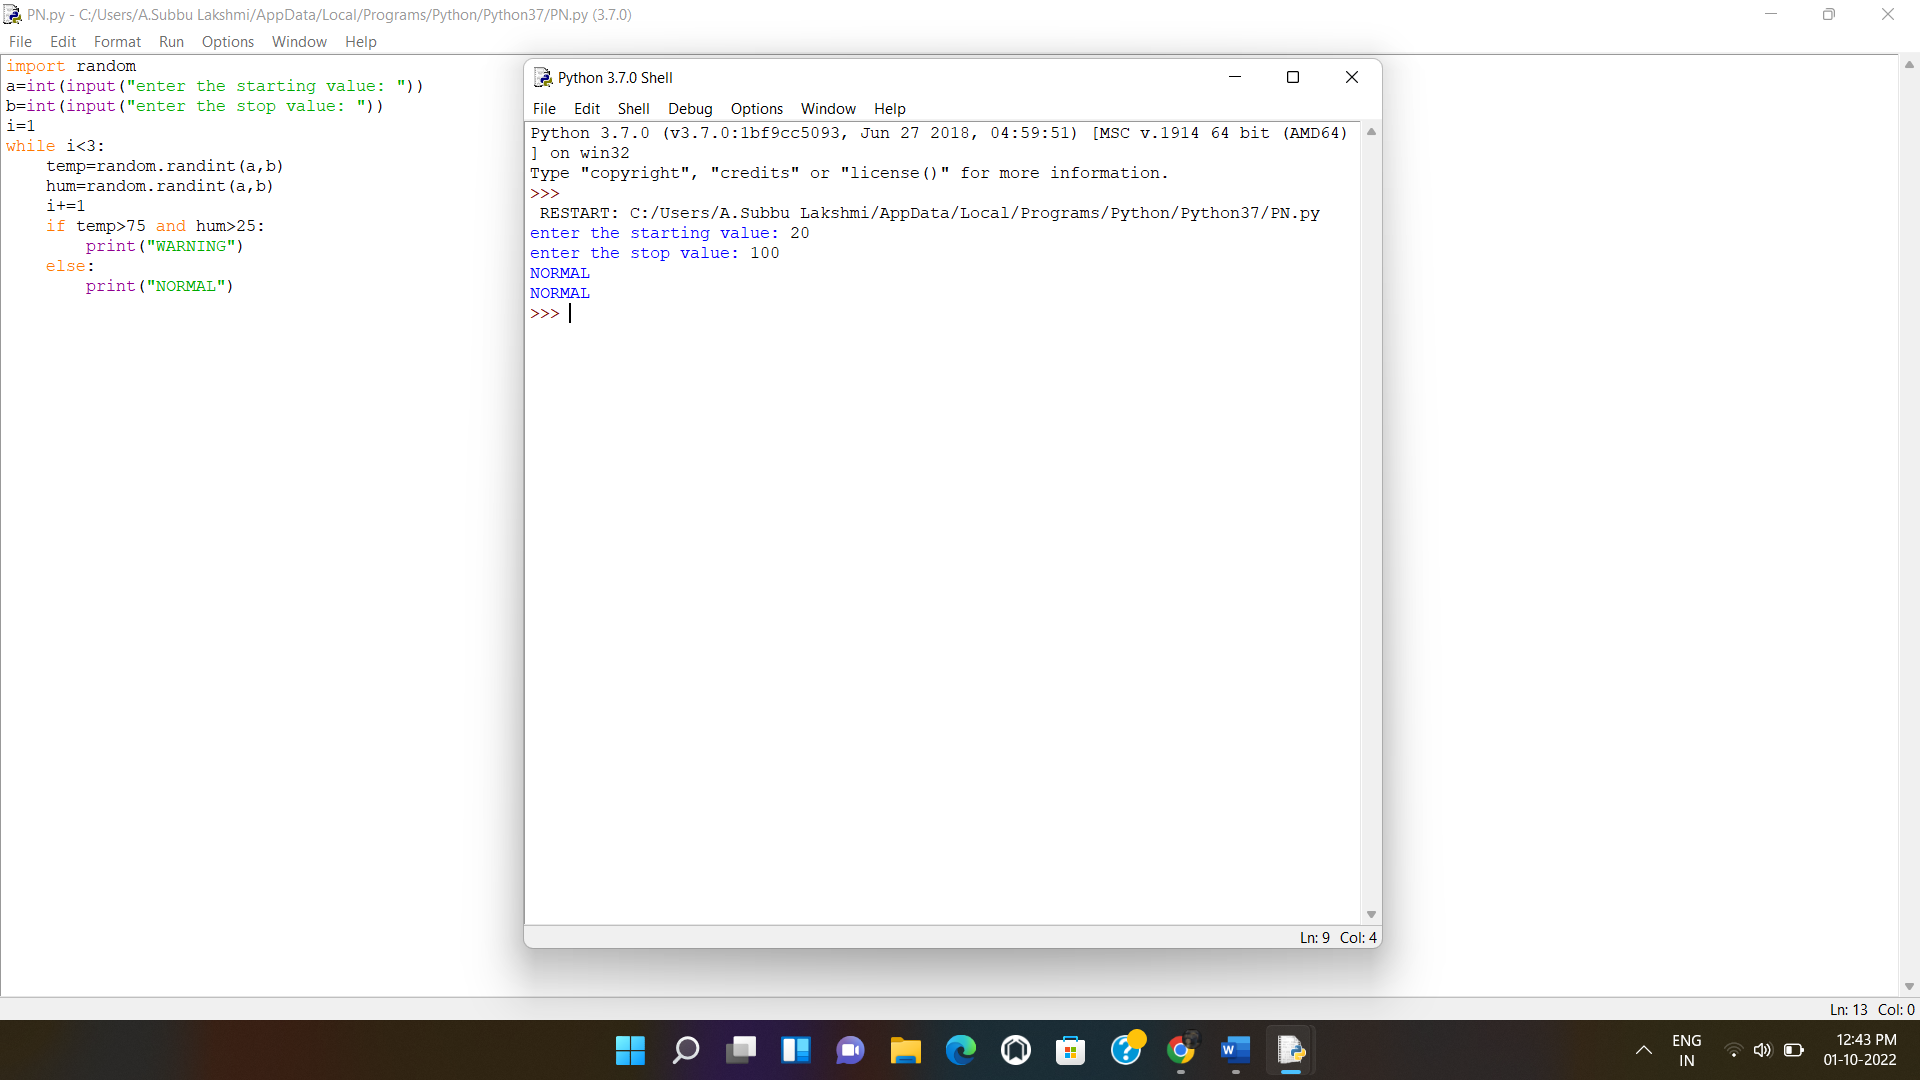 PN.py - C:/Users/A.Subbu Lakshmi/AppData/Local/Programs/Python/Python37/PN.py (3.7.0)
File Edit Format Run Options Window Help
import random
a=int(input("enter the starting value: "))
b=int(input("enter the stop value: "))
i=1
while i<3:
    temp=random.randint(a,b)
    hum=random.randint(a,b)
    i+=1
    if temp>75 and hum>25:
        print("WARNING")
    else:
        print("NORMAL")
Python 3.7.0 Shell
File Edit Shell Debug Options Window Help
Python 3.7.0 (v3.7.0:1bf9cc5093, Jun 27 2018, 04:59:51) [MSC v.1914 64 bit (AMD64)
] on win32
Type "copyright", "credits" or "license()" for more information.
>>>
 RESTART: C:/Users/A.Subbu Lakshmi/AppData/Local/Programs/Python/Python37/PN.py
enter the starting value: 20
enter the stop value: 100
NORMAL
NORMAL
>>>
Ln: 9 Col: 4
Ln: 13 Col: 0
ENG
IN
12:43 PM
01-10-2022